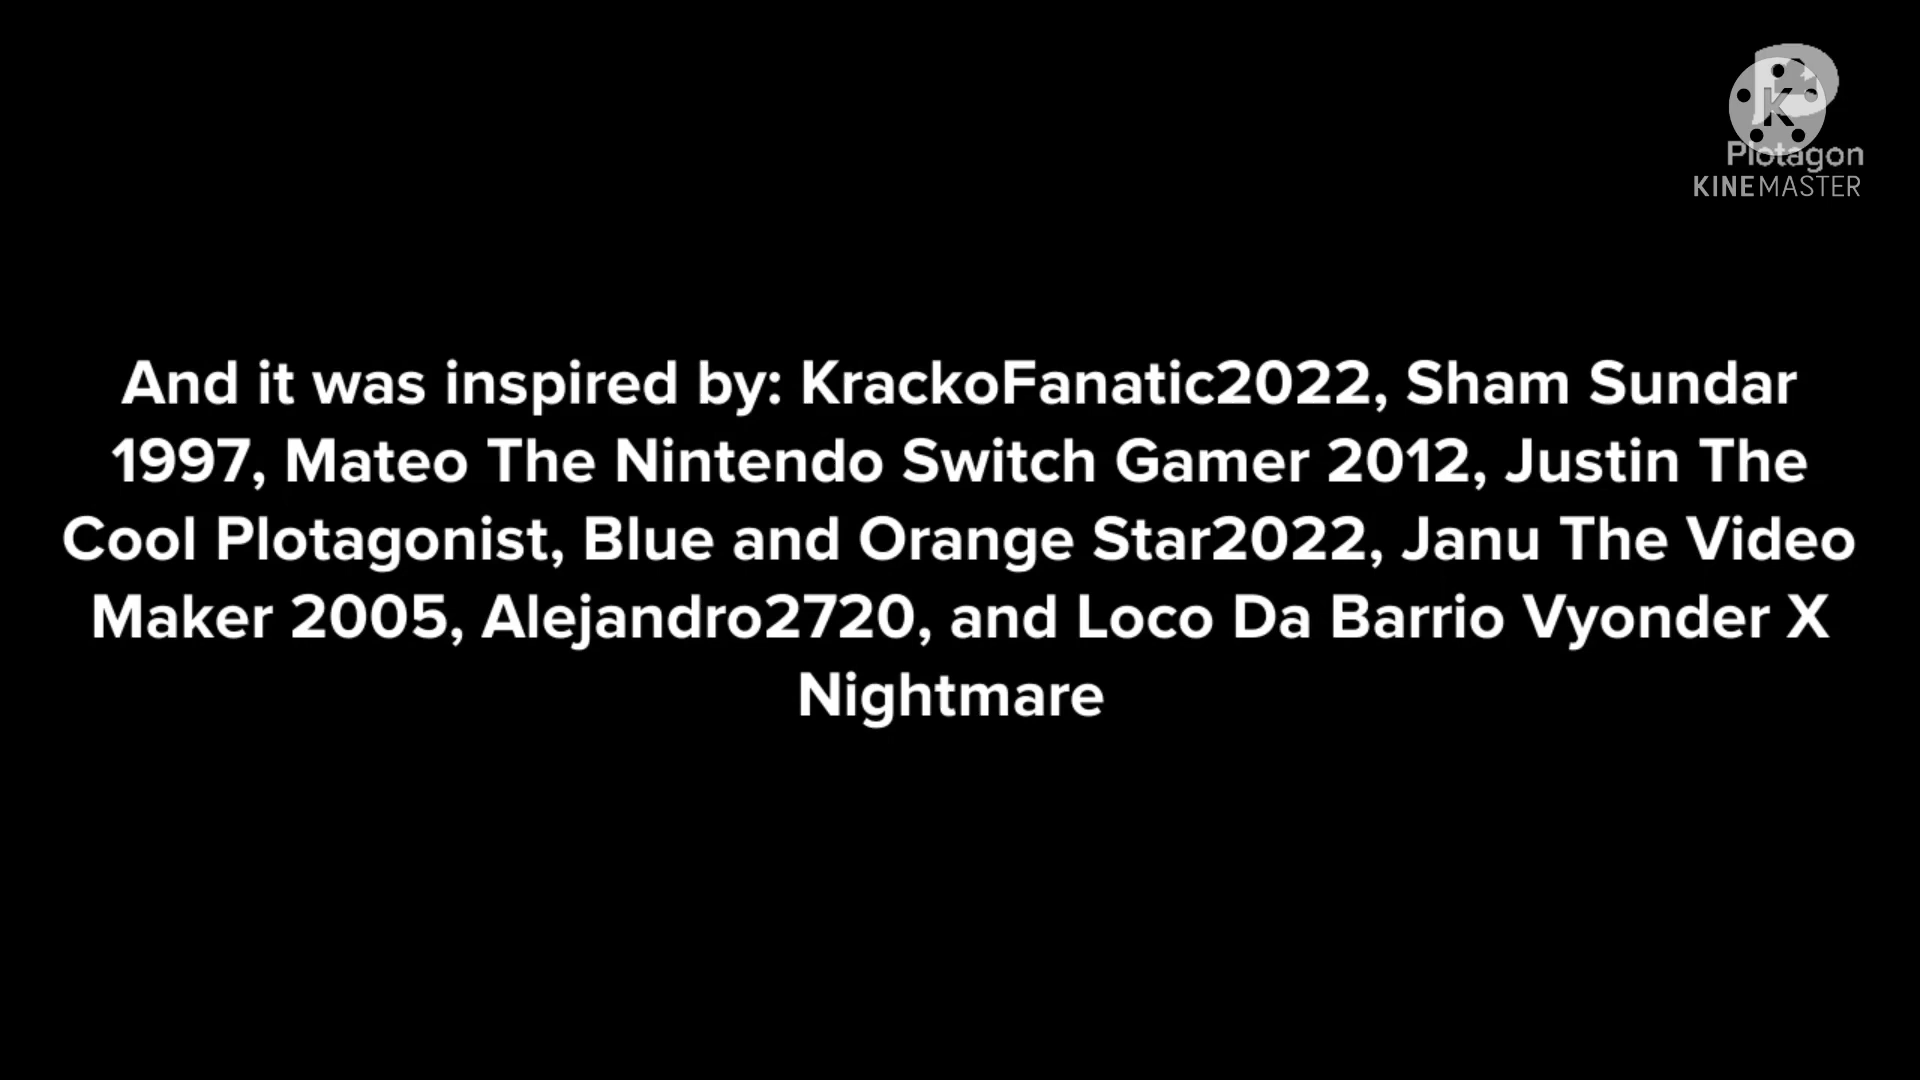 K
Plotagon
KINEMASTER
And it was inspired by: KrackoFanatic2022, Sham Sundar
1997, Mateo The Nintendo Switch Gamer 2012, Justin The
Cool Plotagonist, Blue and Orange Star2022, Janu The Video
Maker 2005, Alejandro2720, and Loco Da Barrio Vyonder X
Nightmare